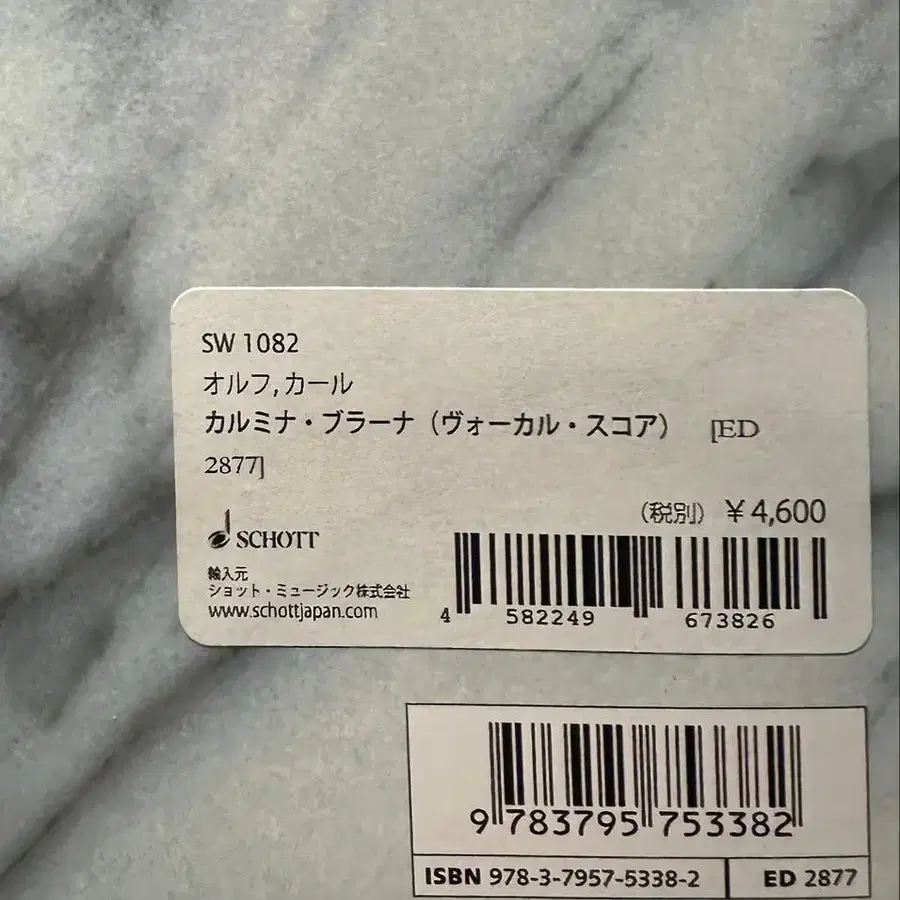 SW 1082
オルフ,カール
カルミナ・ブラーナ（ヴォーカル・スコア） [ED
2877]
（税別） ￥4,600
SCHOTT
輸入元
ショット・ミュージック株式会社
www.schottjapan.com
4 582249 673826
9 783795 753382
ISBN 978-3-7957-5338-2 ED 2877